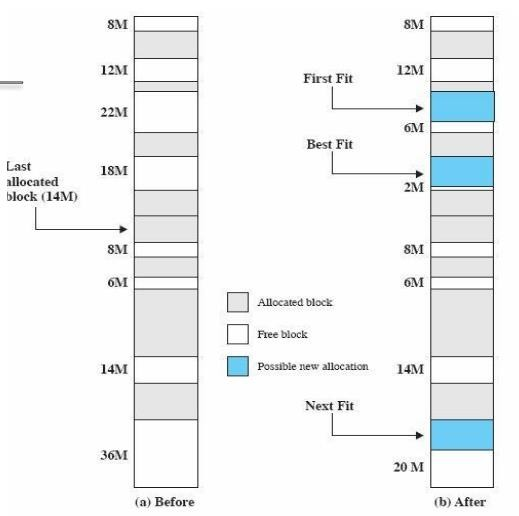 8M
12M
22M
Last
allocated
block (14M)
18M
8M
6M
14M
36M
(a) Before
Allocated block
Free block
Possible new allocation
8M
12M
First Fit
6M
Best Fit
2M
8M
6M
14M
Next Fit
20 M
(b) After